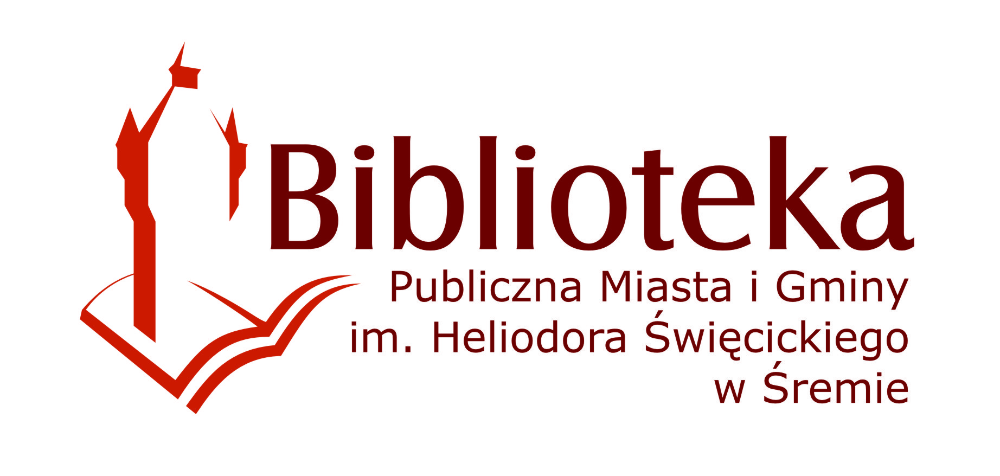 Biblioteka
Publiczna Miasta i Gminy
im. Heliodora Święcickiego
w Śremie